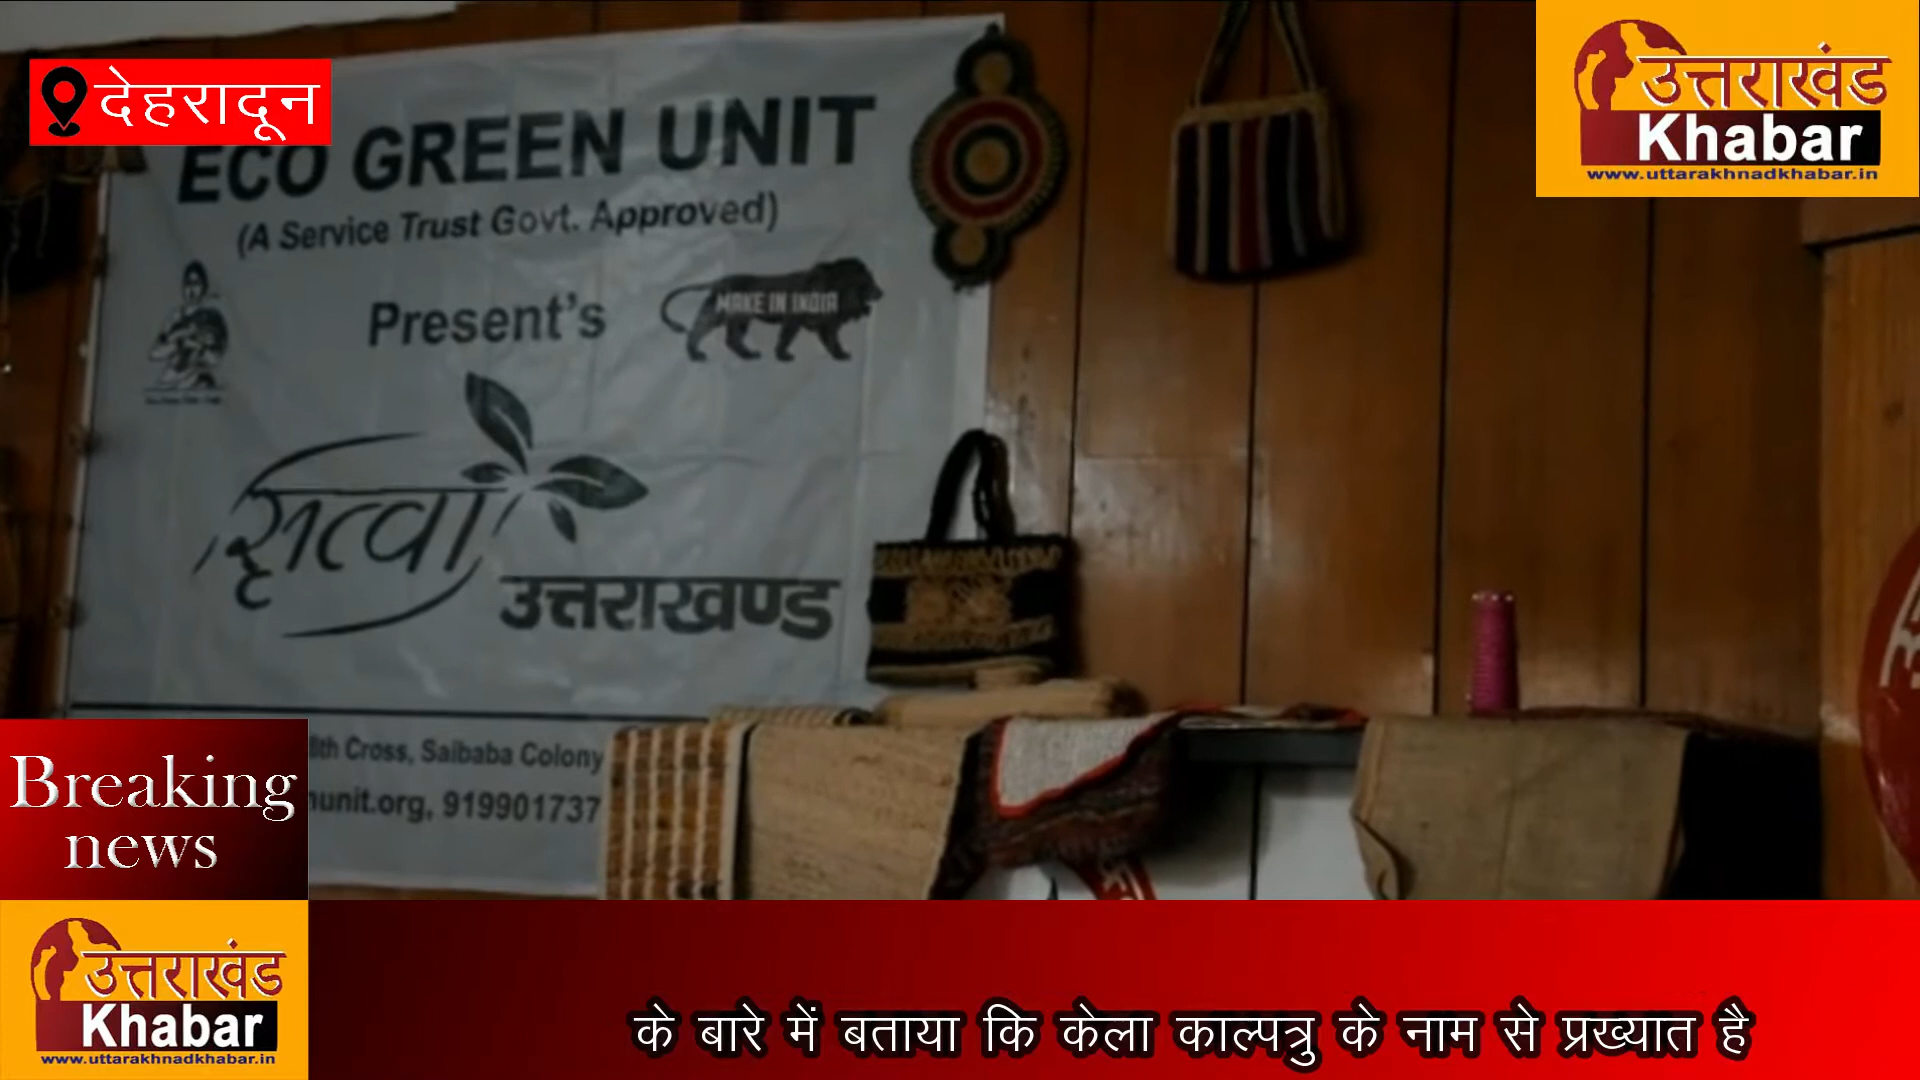 देहरादून
उत्तराखंड
Khabar
www.uttarakhnadkhabar.in
ECO GREEN UNIT
(A Service Trust Govt. Approved)
Present's
MAKE IN INDIA
सृत्वा
उत्तराखण्ड
8th Cross, Saibaba Colony
unit.org, 919901737
Breaking
news
उत्तराखंड
Khabar
www.uttarakhnadkhabar.in
के बारे में बताया कि केला काल्पत्रु के नाम से प्रख्यात है